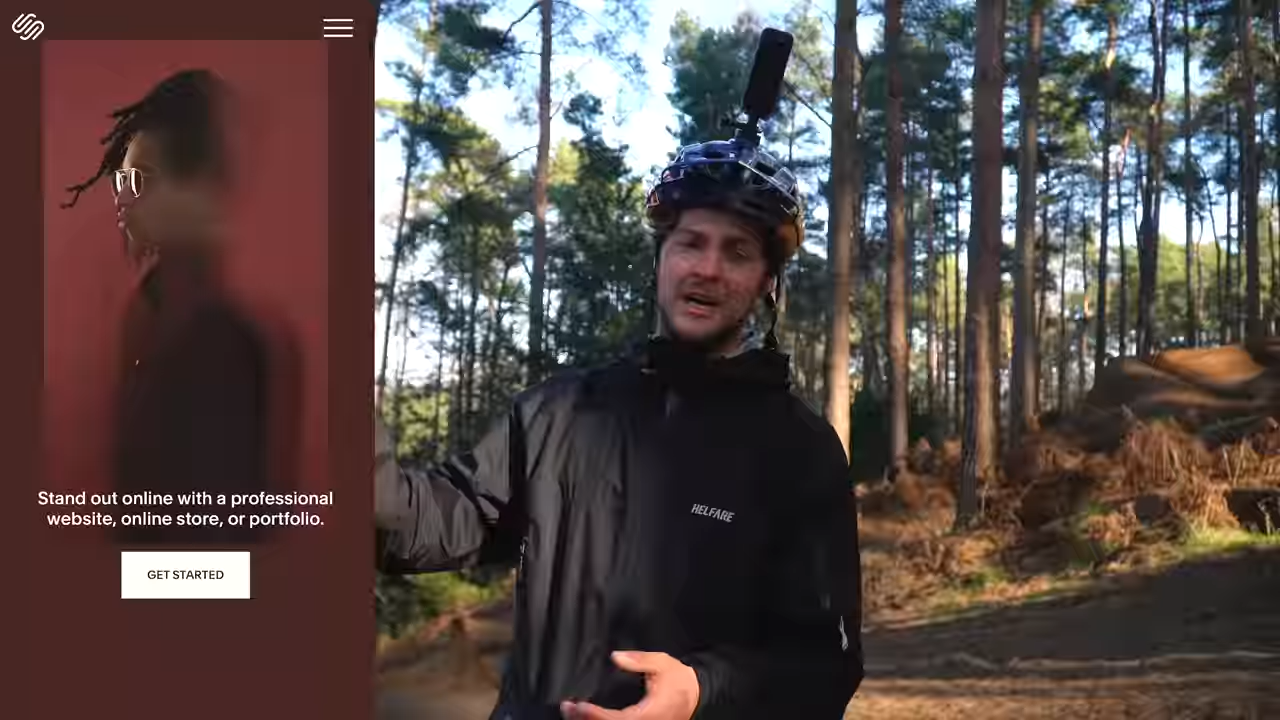 Stand out online with a professional
website, online store, or portfolio.
GET STARTED
HELFARE